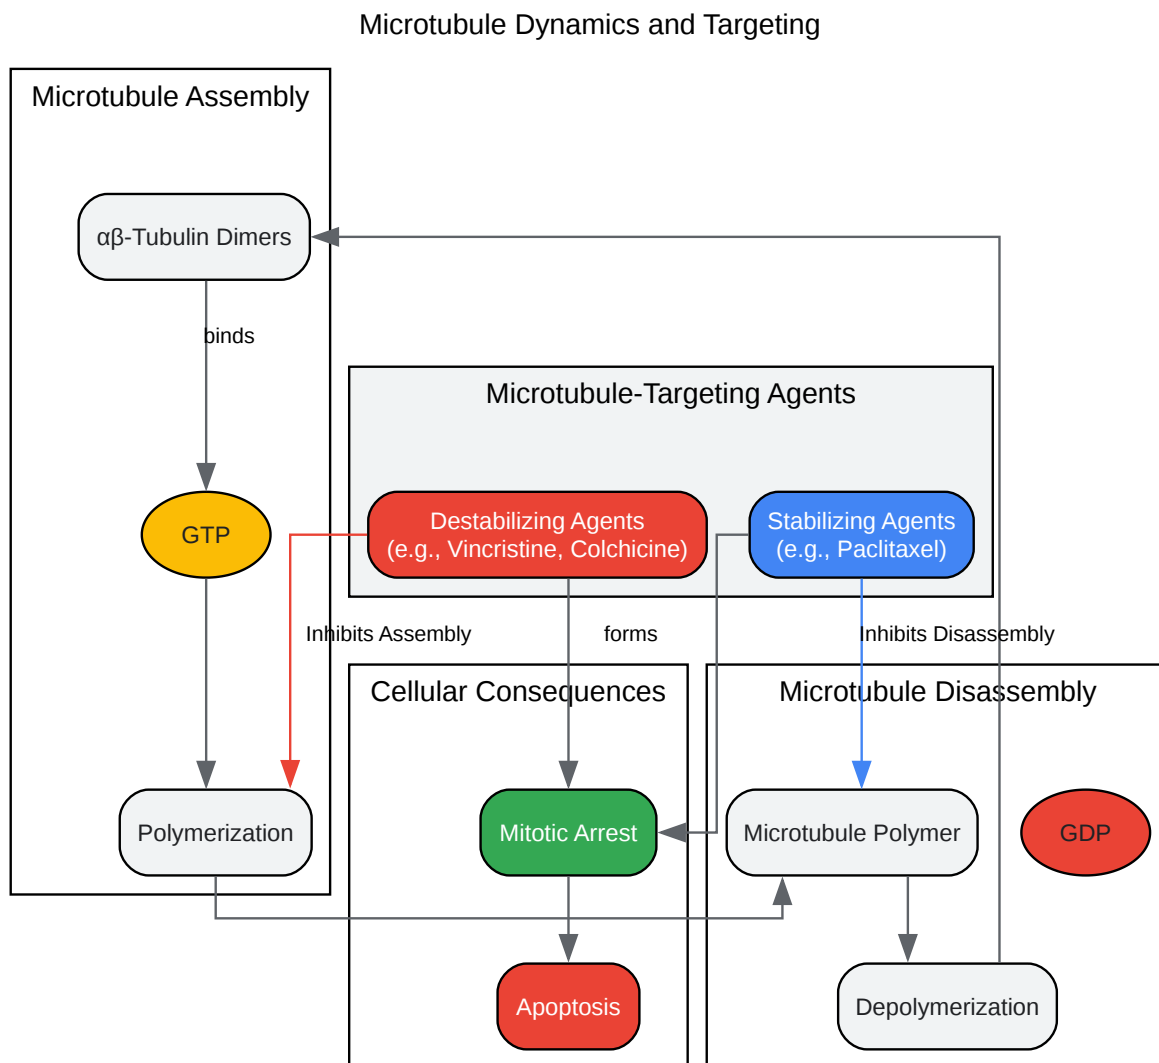 Microtubule Dynamics and Targeting
Microtubule Assembly
αβ-Tubulin Dimers
binds
Microtubule-Targeting Agents
GTP
Destabilizing Agents
(e.g., Vincristine, Colchicine)
Stabilizing Agents
(e.g., Paclitaxel)
Inhibits Assembly
forms
Inhibits Disassembly
Cellular Consequences
Microtubule Disassembly
Polymerization
Mitotic Arrest
Microtubule Polymer
GDP
Apoptosis
Depolymerization